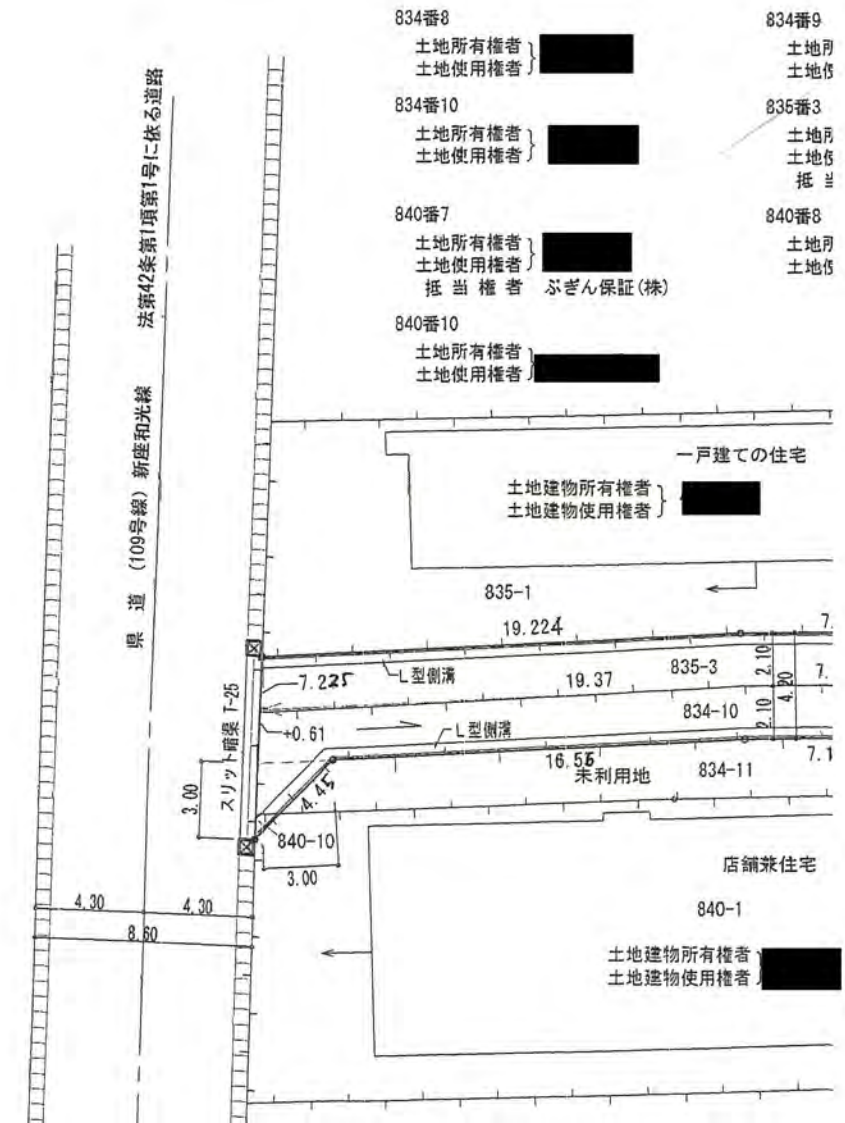 834番8
土地所有権者
土地使用権者
834番9
土地所
土地使
834番10
土地所有権者
土地使用権者
835番3
土地所
土地使
抵当
840番7
土地所有権者
土地使用権者
抵当権者 ぶぎん保証(株)
840番8
土地所
土地使
840番10
土地所有権者
土地使用権者
県道 (109号線) 新座和光線 法第42条第1項第1号に依る道路
一戸建ての住宅
土地建物所有権者
土地建物使用権者
835-1
19.224
7.
L型側溝
7.225
19.37
835-3
2.10
4.20
7.
834-10
2.10
+0.61
L型側溝
スリット暗渠 T-25
16.56
未利用地
834-11
7.1
3.00
4.45
840-10
3.00
店舗兼住宅
840-1
4.30
4.30
8.60
土地建物所有権者
土地建物使用権者